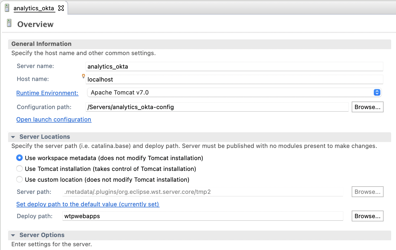 analytics_okta
Overview
General Information
Specify the host name and other common settings.
Server name: analytics_okta
Host name: localhost
Runtime Environment: Apache Tomcat v7.0
Configuration path: /Servers/analytics_okta-config Browse...
Open launch configuration
Server Locations
Specify the server path (i.e. catalina.base) and deploy path. Server must be published with no modules present to make changes.
Use workspace metadata (does not modify Tomcat installation)
Use Tomcat installation (takes control of Tomcat installation)
Use custom location (does not modify Tomcat installation)
Server path: .metadata/.plugins/org.eclipse.wst.server.core/tmp2 Browse...
Set deploy path to the default value (currently set)
Deploy path: wtpwebapps Browse...
Server Options
Enter settings for the server.